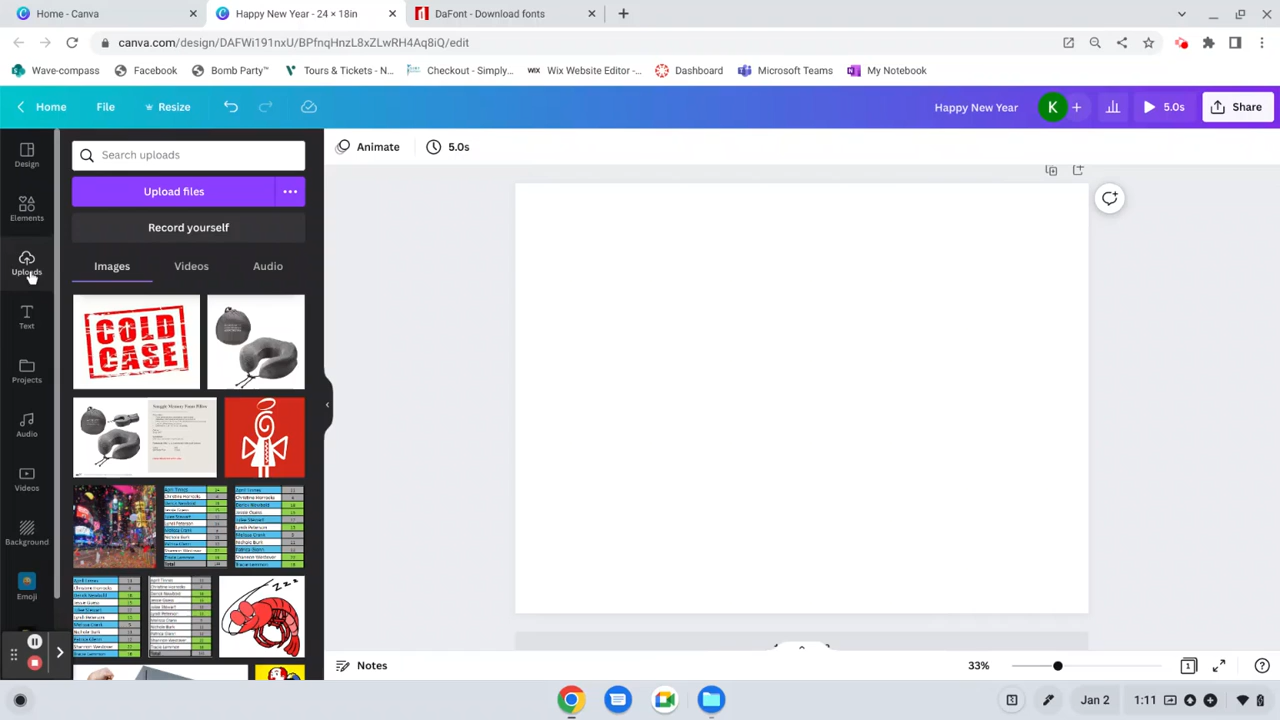 Home - Canva
Happy New Year - 24 × 18in
DaFont - Download fonts
canva.com/design/DAFWi191nxU/BPfnqHnzL8xZLwRH4Aq8iQ/edit
Wave-compass
Facebook
Bomb Party™
Tours & Tickets - N...
Checkout - Simply...
WIX Wix Website Editor -...
Dashboard
Microsoft Teams
My Notebook
Home
File
Resize
Happy New Year
K
5.0s
Share
Design
Elements
Uploads
Text
Projects
Audio
Videos
Background
Emoji
Search uploads
Upload files
Record yourself
Images
Videos
Audio
COLD
CASE
Animate
5.0s
Notes
33%
1
Jan 2
1:11